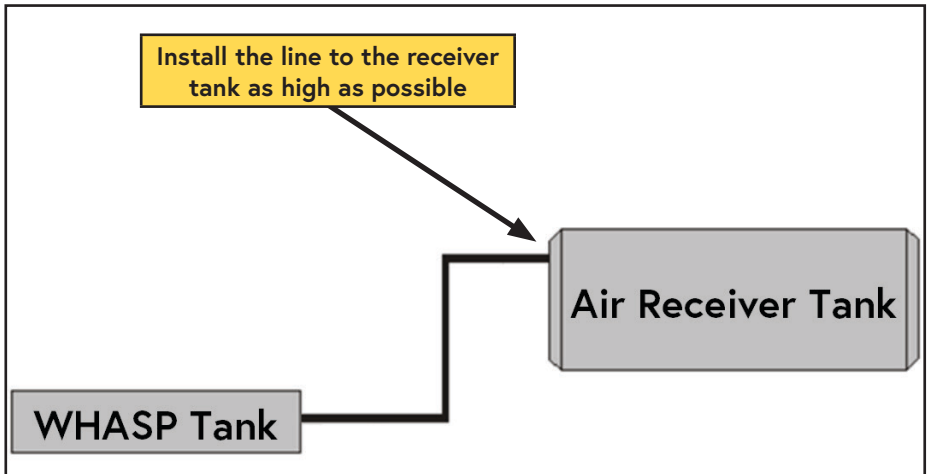 Install the line to the receiver
tank as high as possible
Air Receiver Tank
WHASP Tank